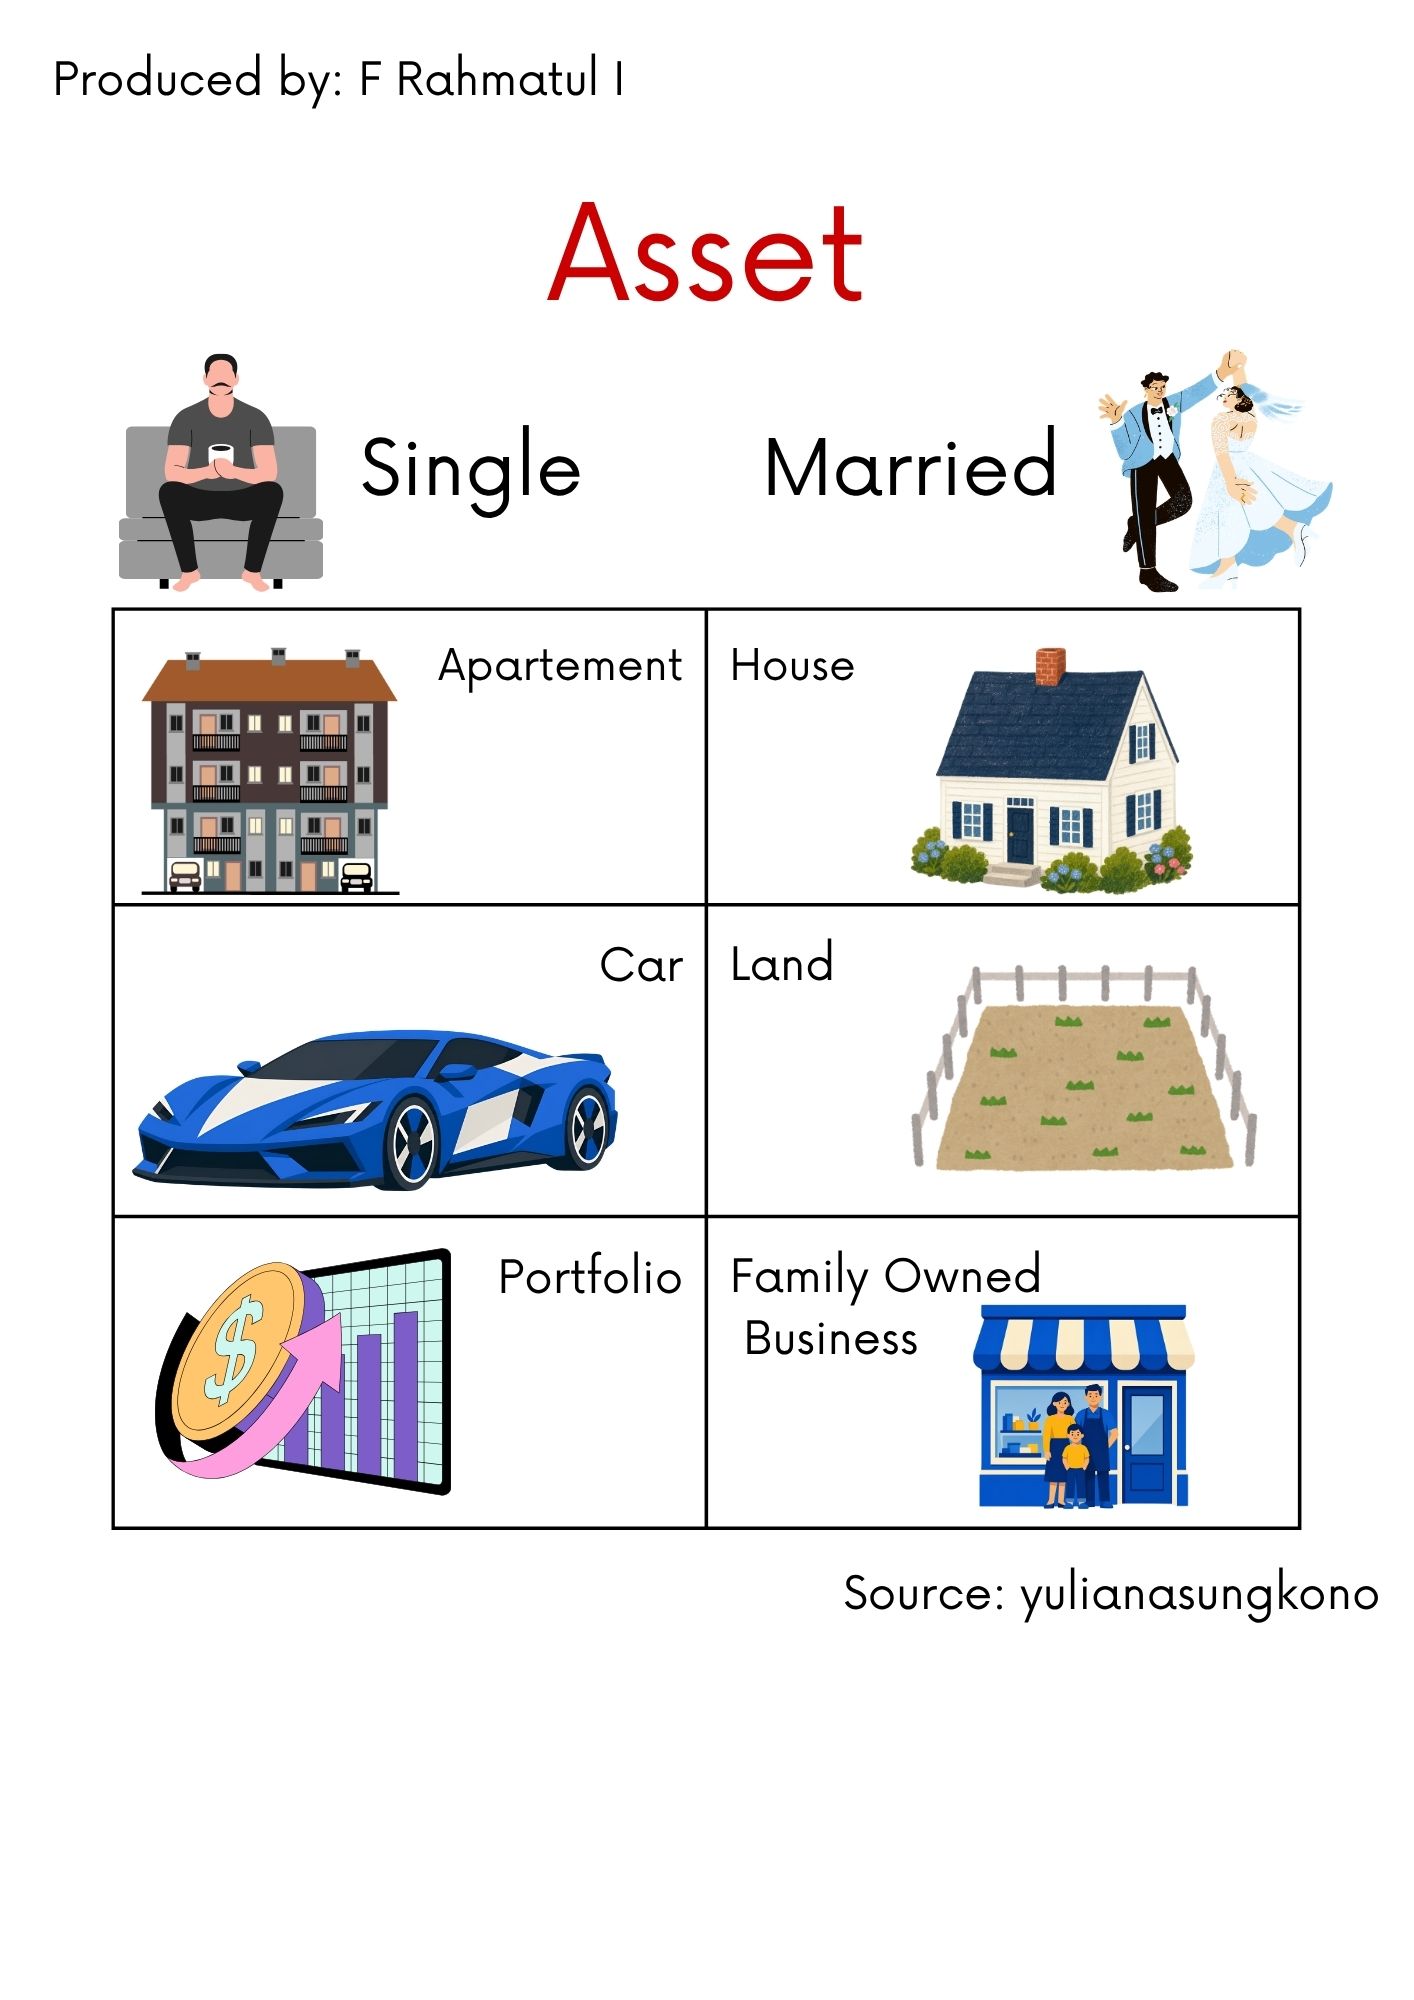 Produced by: F Rahmatul I
Asset
Single
Married
Apartement
House
Car
Land
Portfolio
Family Owned
Business
Source: yulianasungkono